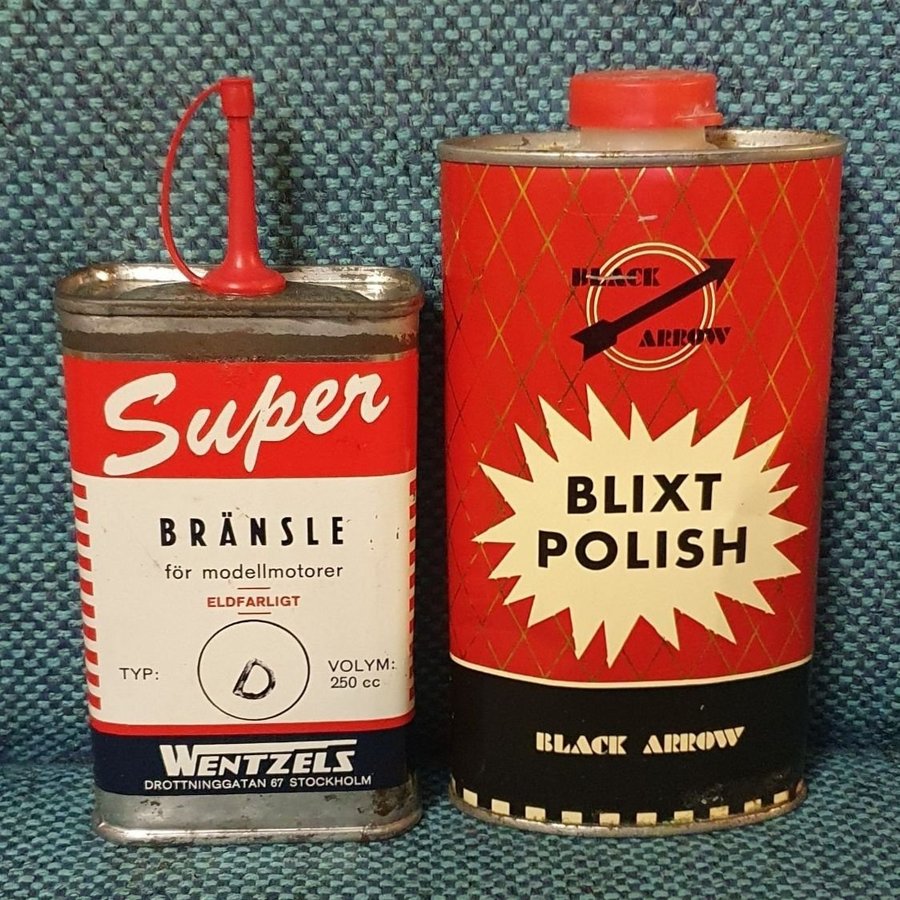 Super
BRÄNSLE
för modellmotorer
ELDFARLIGT
TYP:
D
VOLYM:
250 cc
WENTZELS
DROTTNINGGATAN 67 STOCKHOLM
BLACK
ARROW
BLIXT
POLISH
BLACK ARROW